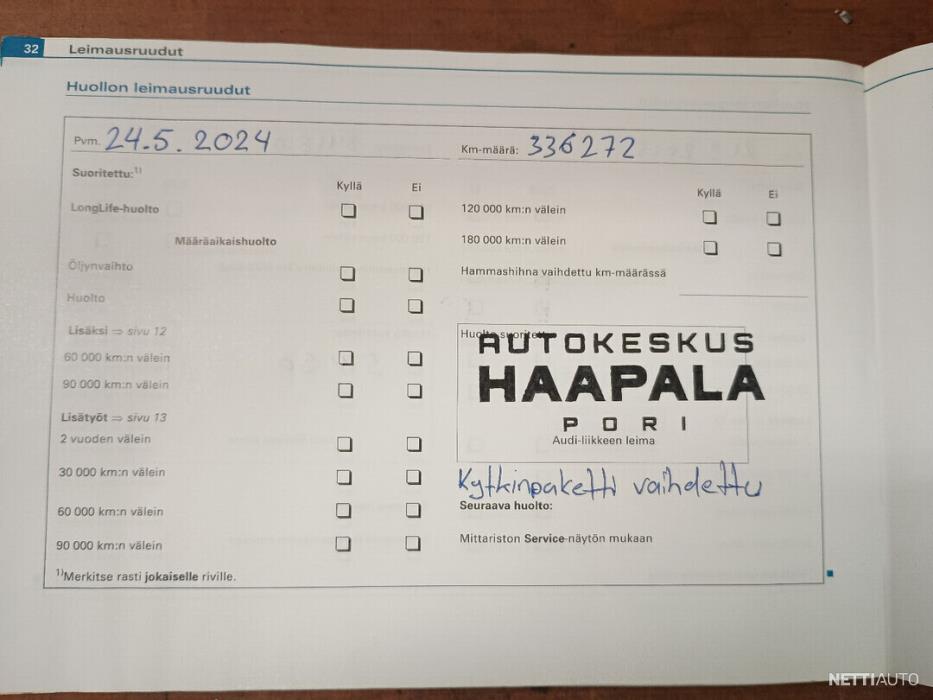 32 Leimausruudut
Huollon leimausruudut
Pvm. 24.5. 2024
Km-määrä: 336272
Suoritettu:1)
Kyllä Ei
LongLife-huolto
Määräaikaishuolto
Öljynvaihto
Huolto
Lisäksi ⇒ sivu 12
60 000 km:n välein
90 000 km:n välein
Lisätyöt ⇒ sivu 13
2 vuoden välein
30 000 km:n välein
60 000 km:n välein
90 000 km:n välein
1)Merkitse rasti jokaiselle riville.
Kyllä Ei
120 000 km:n välein
180 000 km:n välein
Hammashihna vaihdettu km-määrässä
Huolto suoritettu
AUTOKESKUS
HAAPALA
PORI
Audi-liikkeen leima
Kytkinpaketti vaihdettu
Seuraava huolto:
Mittariston Service-näytön mukaan
NETTIAUTO